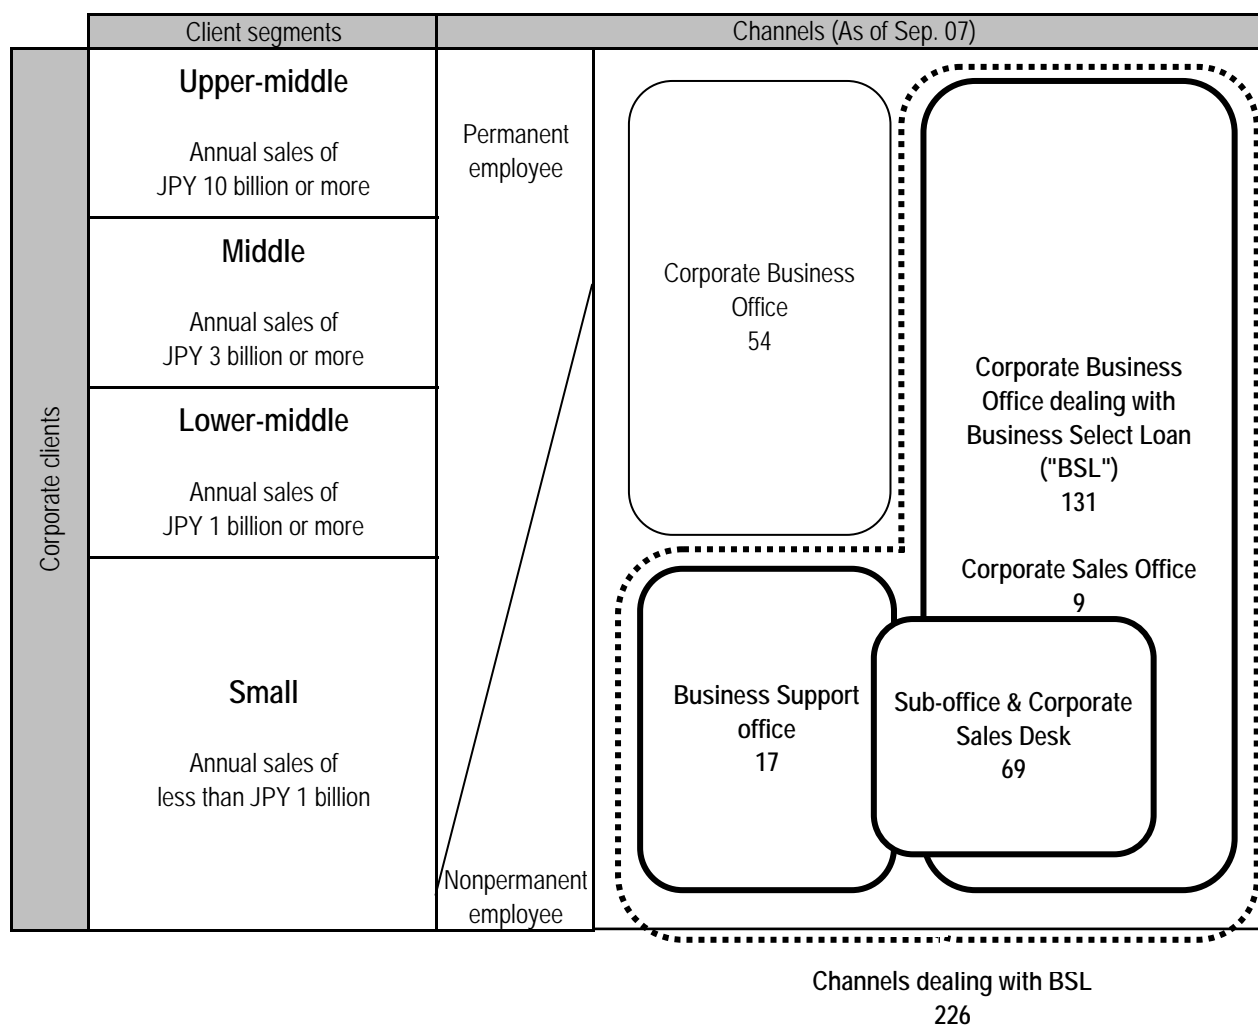 Client segments
Channels (As of Sep. 07)
Corporate clients
Upper-middle
Annual sales of
JPY 10 billion or more
Middle
Annual sales of
JPY 3 billion or more
Lower-middle
Annual sales of
JPY 1 billion or more
Small
Annual sales of
less than JPY 1 billion
Permanent
employee
Nonpermanent
employee
Corporate Business
Office
54
Corporate Business
Office dealing with
Business Select Loan
("BSL")
131
Corporate Sales Office
9
Business Support
office
17
Sub-office & Corporate
Sales Desk
69
Channels dealing with BSL
226